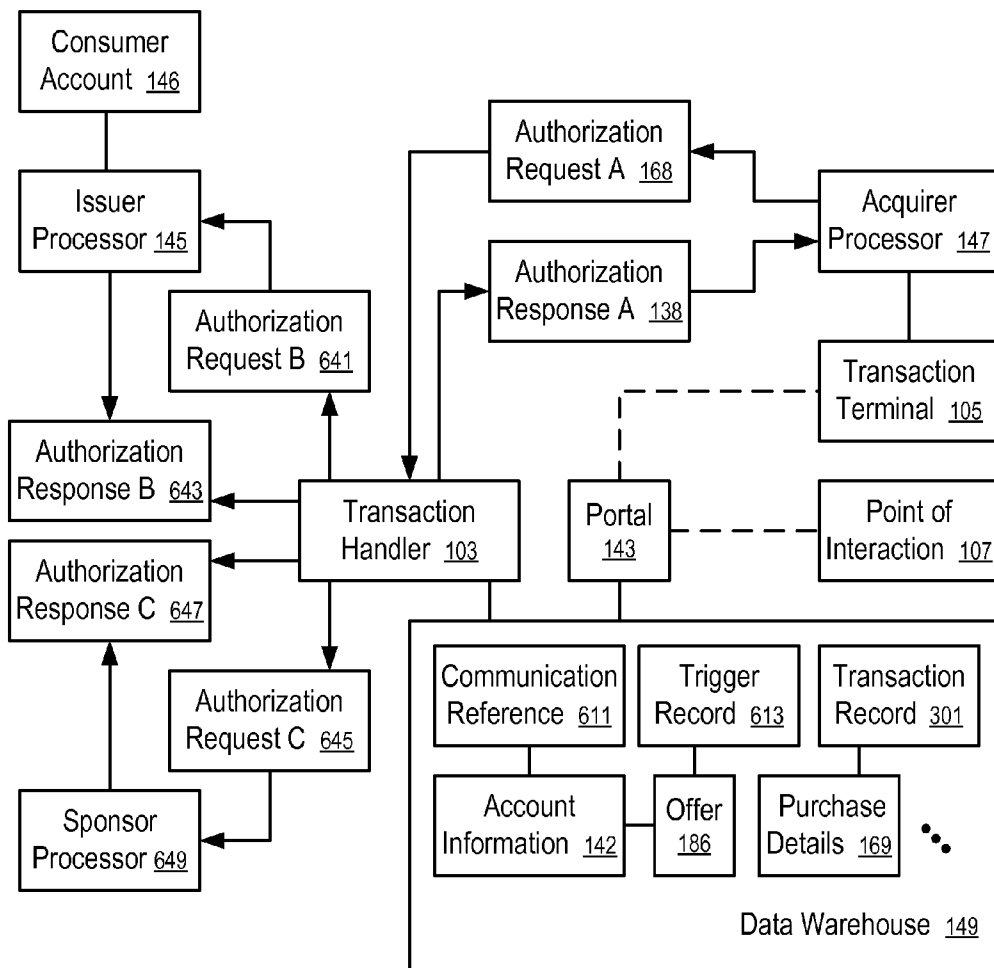 Consumer
Account 146
Issuer
Processor 145
Authorization
Request A 168
Acquirer
Processor 147
Authorization
Response A 138
Authorization
Request B 641
Transaction
Terminal 105
Authorization
Response B 643
Transaction
Handler 103
Portal
143
Point of
Interaction 107
Authorization
Response C 647
Authorization
Request C 645
Sponsor
Processor 649
Communication
Reference 611
Trigger
Record 613
Transaction
Record 301
Account
Information 142
Offer
186
Purchase
Details 169
Data Warehouse 149